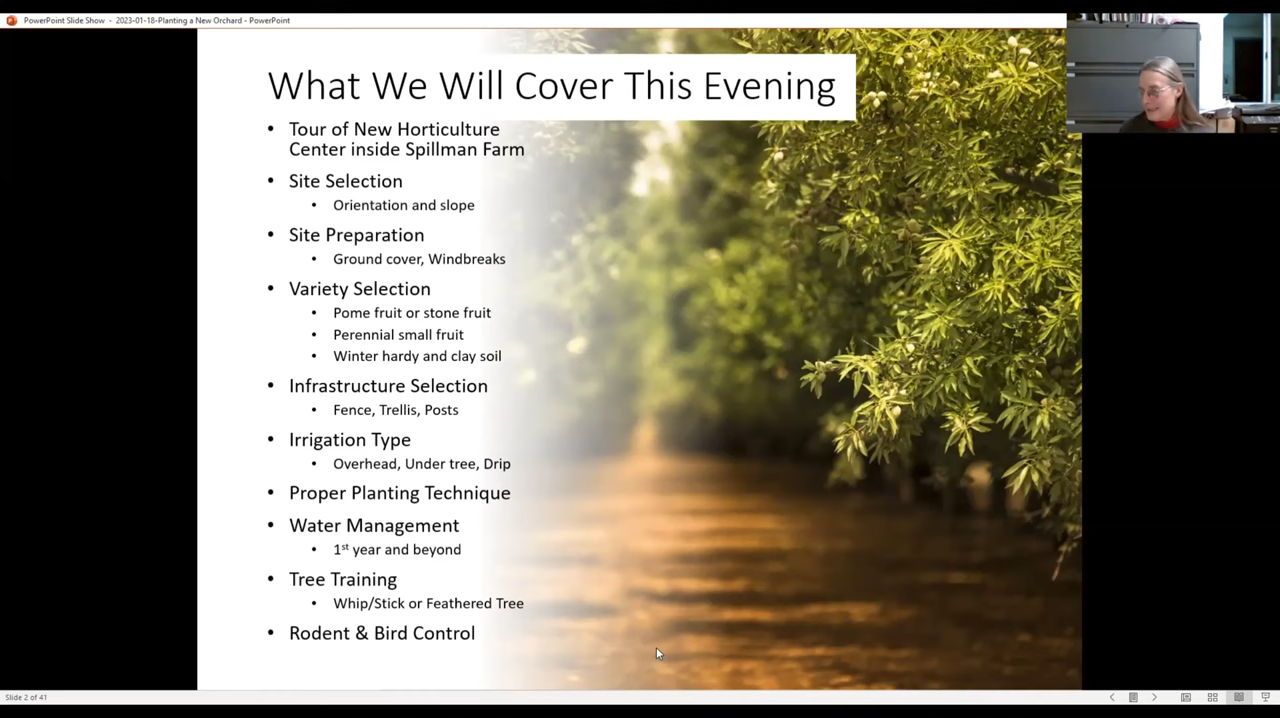 PowerPoint Slide Show - 2023-01-18-Planting a New Orchard - PowerPoint
What We Will Cover This Evening
• Tour of New Horticulture
Center inside Spillman Farm
• Site Selection
• Orientation and slope
• Site Preparation
• Ground cover, Windbreaks
• Variety Selection
• Pome fruit or stone fruit
• Perennial small fruit
• Winter hardy and clay soil
• Infrastructure Selection
• Fence, Trellis, Posts
• Irrigation Type
• Overhead, Under tree, Drip
• Proper Planting Technique
• Water Management
• 1st year and beyond
• Tree Training
• Whip/Stick or Feathered Tree
• Rodent & Bird Control
Slide 2 of 41